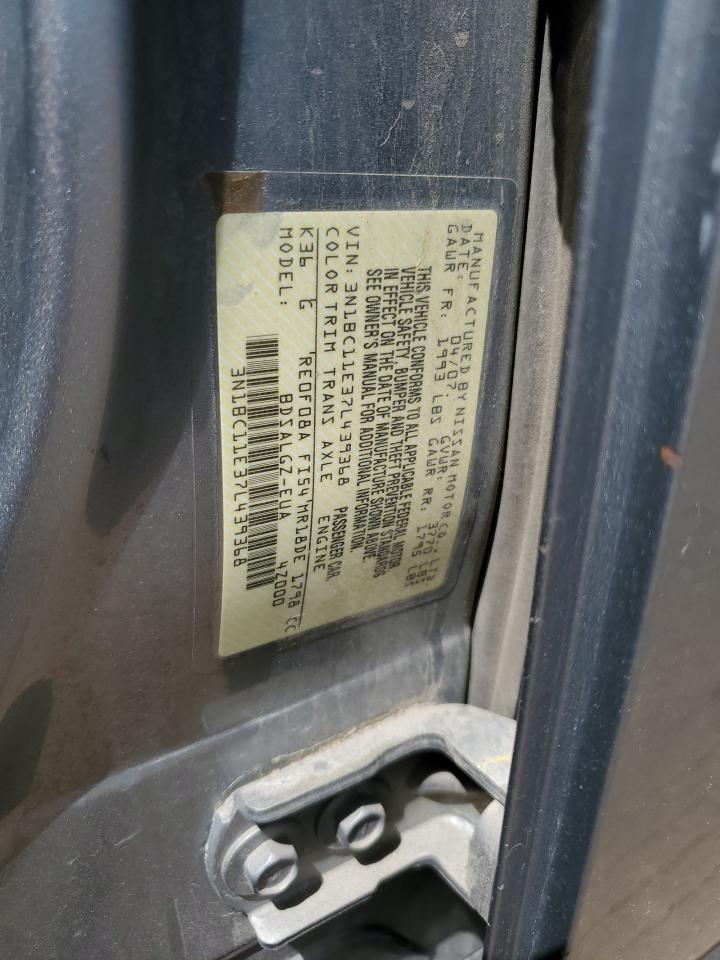 MANUFACTURED BY NISSAN MOTOR CO., LTD.
DATE: 04/07 GVWR: 3770 LBS
GAWR FR: 1993 LBS GAWR RR: 1795 LBS
THIS VEHICLE CONFORMS TO ALL APPLICABLE FEDERAL MOTOR
VEHICLE SAFETY, BUMPER AND THEFT PREVENTION STANDARDS
IN EFFECT ON THE DATE OF MANUFACTURE SHOWN ABOVE.
SEE OWNER'S MANUAL FOR ADDITIONAL INFORMATION.
VIN: 3N1BC11E37L439368 PASSENGER CAR
COLOR TRIM TRANS AXLE ENGINE
K36 G RE0F08A FI54 MR18DE 1798 CC
MODEL: BDSALGZ-EUA 4Z000
3N1BC11E37L439368